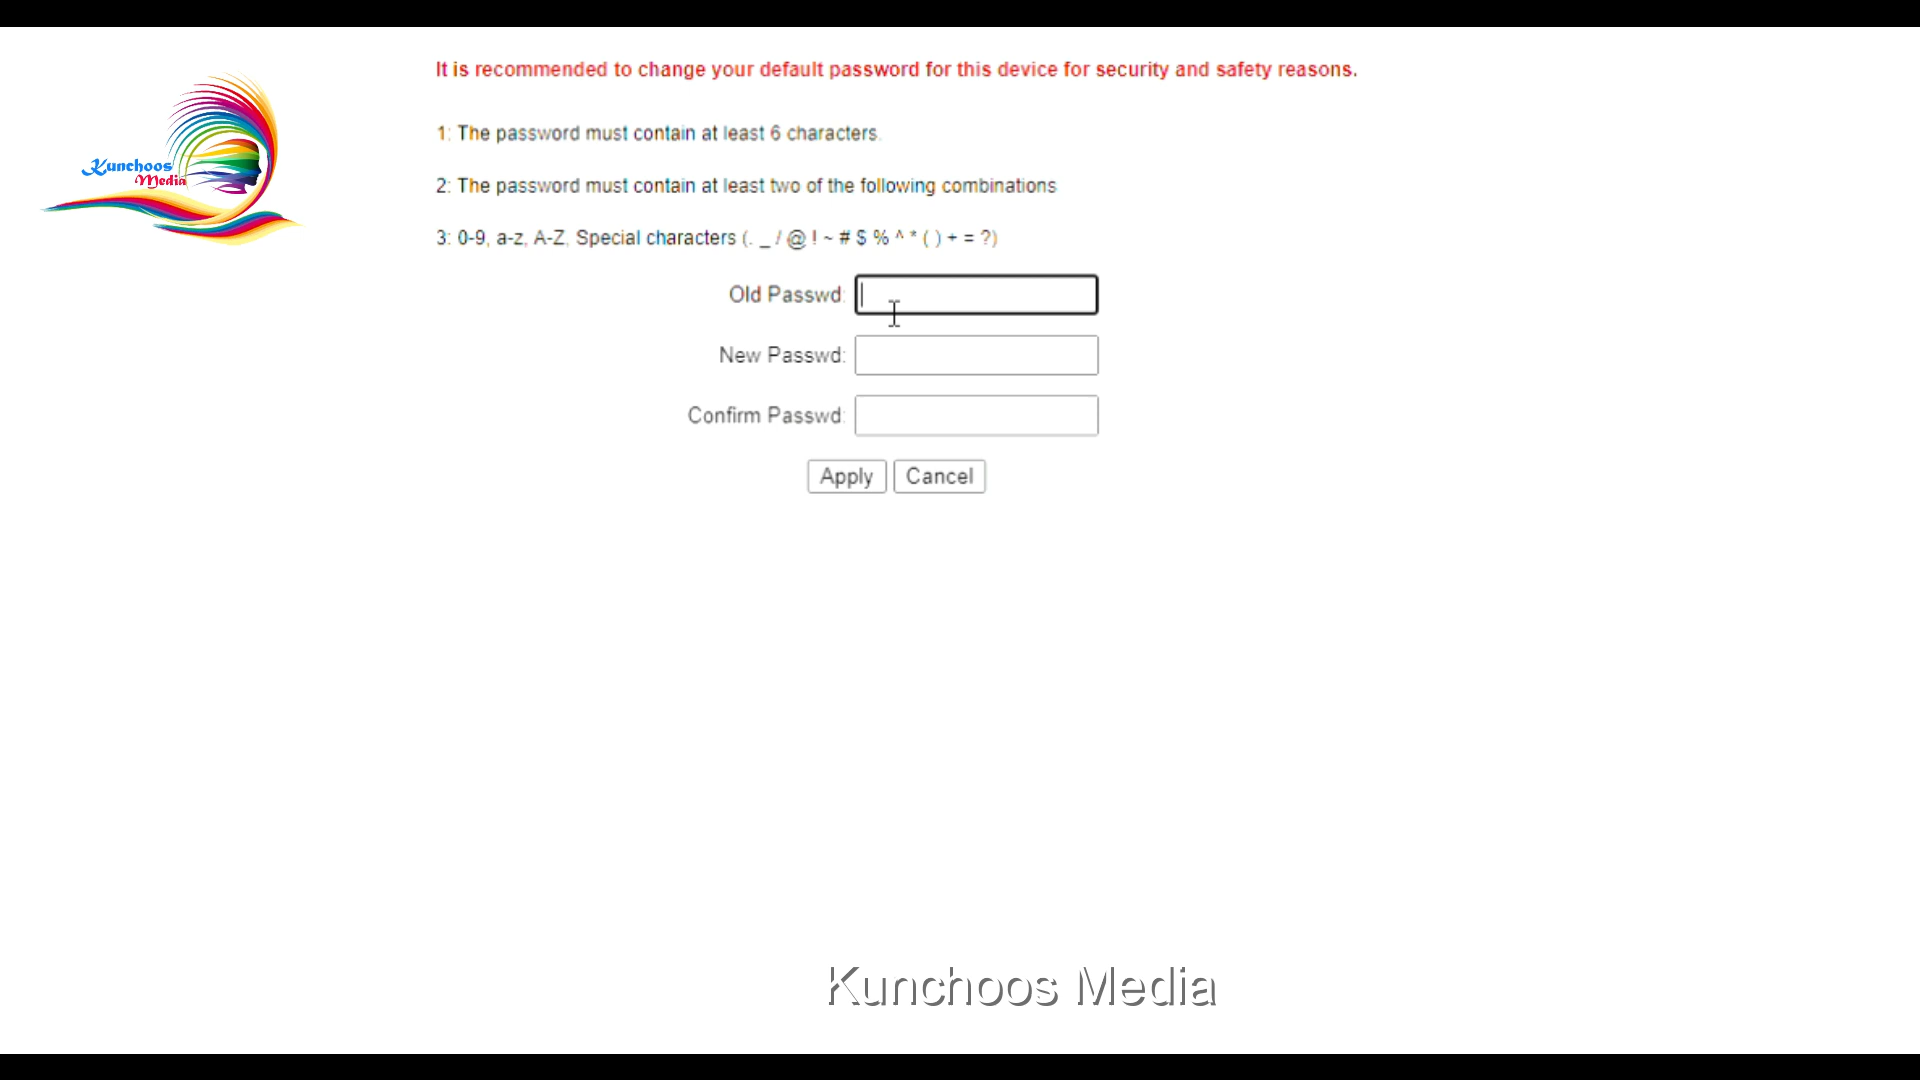 It is recommended to change your default password for this device for security and safety reasons.
Kunchoos
Media
1: The password must contain at least 6 characters.
2: The password must contain at least two of the following combinations
3: 0-9, a-z, A-Z, Special characters (. _ / @ ! ~ # $ % ^ * ( ) + = ?)
Old Passwd:
New Passwd:
Confirm Passwd:
Apply Cancel
Kunchoos Media